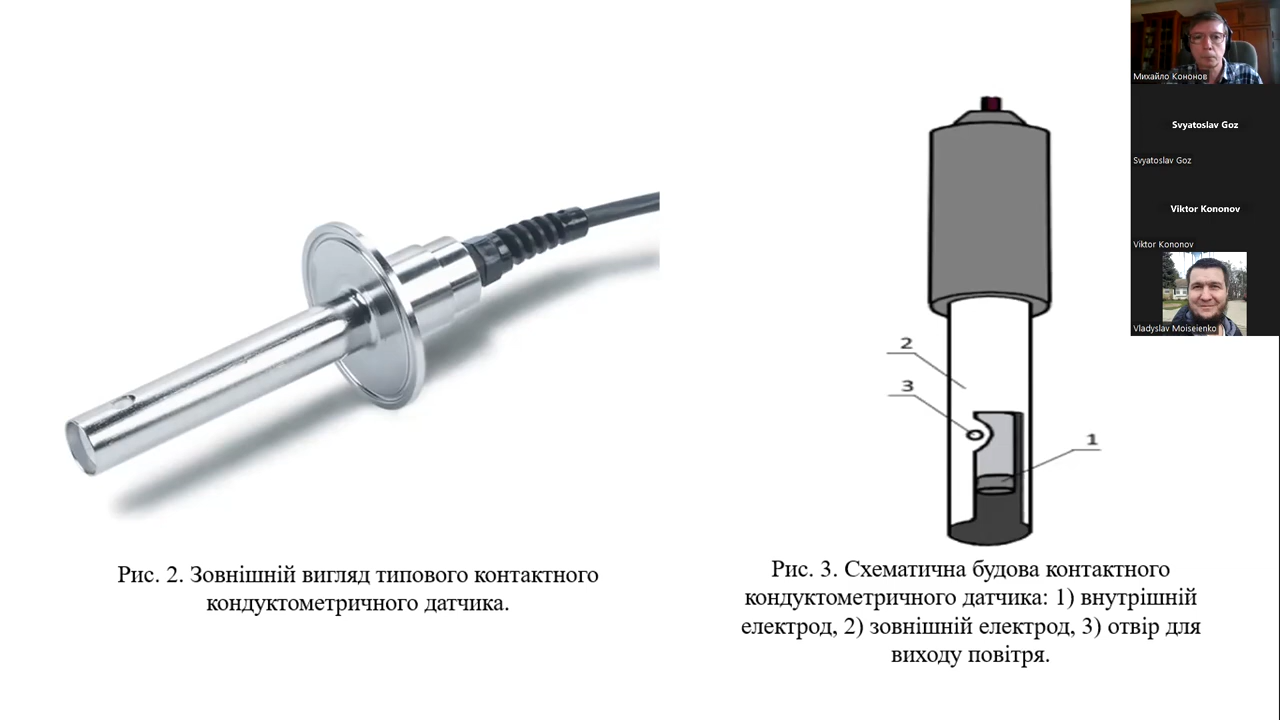 Рис. 2. Зовнішній вигляд типового контактного
кондуктометричного датчика.
2
3
1
Рис. 3. Схематична будова контактного
кондуктометричного датчика: 1) внутрішній
електрод, 2) зовнішній електрод, 3) отвір для
виходу повітря.
Михайло Кононов
Svyatoslav Goz
Svyatoslav Goz
Viktor Kononov
Viktor Kononov
Vladyslav Moiseienko